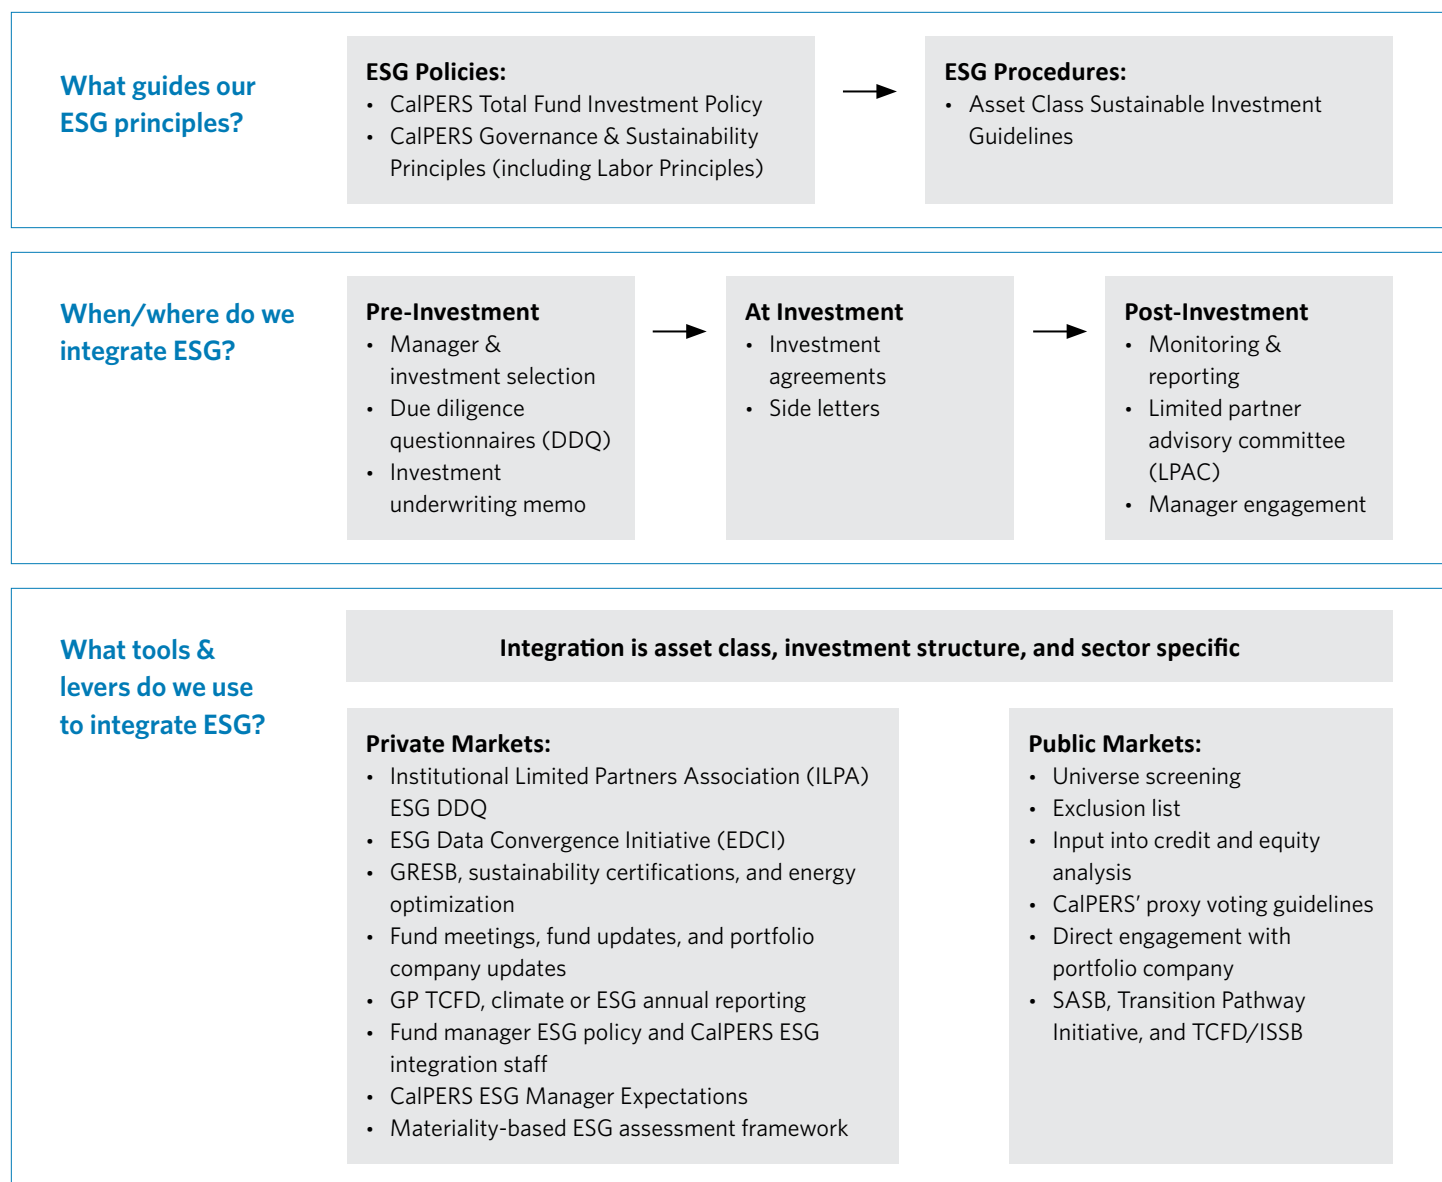 What guides our
ESG principles?
ESG Policies:
• CalPERS Total Fund Investment Policy
• CalPERS Governance & Sustainability
Principles (including Labor Principles)
ESG Procedures:
• Asset Class Sustainable Investment
Guidelines
When/where do we
integrate ESG?
Pre-Investment
• Manager &
investment selection
• Due diligence
questionnaires (DDQ)
• Investment
underwriting memo
At Investment
• Investment
agreements
• Side letters
Post-Investment
• Monitoring &
reporting
• Limited partner
advisory committee
(LPAC)
• Manager engagement
What tools &
levers do we use
to integrate ESG?
Integration is asset class, investment structure, and sector specific
Private Markets:
• Institutional Limited Partners Association (ILPA)
ESG DDQ
• ESG Data Convergence Initiative (EDCI)
• GRESB, sustainability certifications, and energy
optimization
• Fund meetings, fund updates, and portfolio
company updates
• GP TCFD, climate or ESG annual reporting
• Fund manager ESG policy and CalPERS ESG
integration staff
• CalPERS ESG Manager Expectations
• Materiality-based ESG assessment framework
Public Markets:
• Universe screening
• Exclusion list
• Input into credit and equity
analysis
• CalPERS’ proxy voting guidelines
• Direct engagement with
portfolio company
• SASB, Transition Pathway
Initiative, and TCFD/ISSB